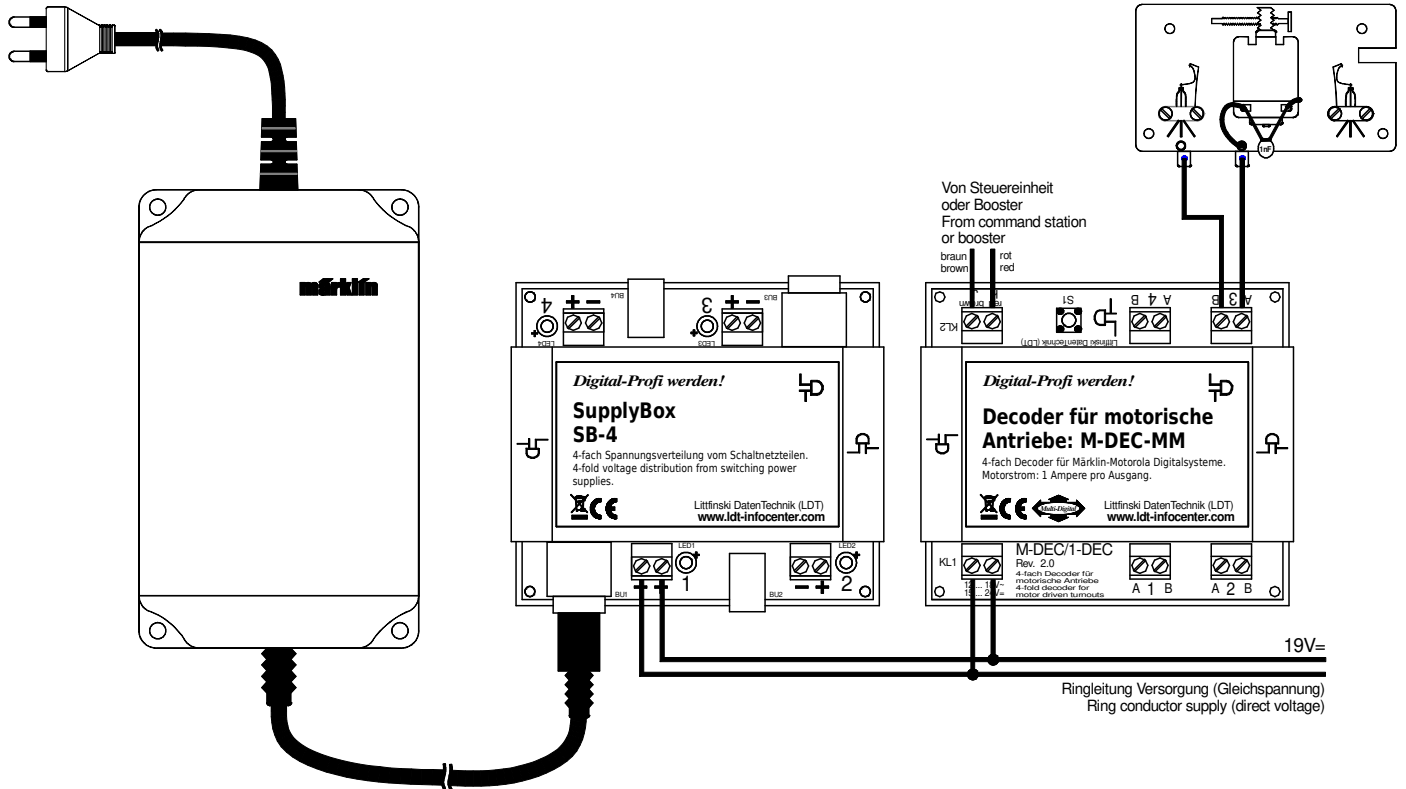 Von Steuereinheit
oder Booster
From command station
or booster
braun rot
brown red
märklin
1nF
4 + − BU4 3 + − BU3
LED4 LED3
Digital-Profi werden!
SupplyBox
SB-4
4-fach Spannungsverteilung vom Schaltnetzteilen.
4-fold voltage distribution from switching power
supplies.
CE Littfinski DatenTechnik (LDT)
www.ldt-infocenter.com
LED1 LED2
1 − + 2
BU1 BU2
brown red
KL2 S1 B 4 A B 3 A
Littfinski DatenTechnik (LDT)
Digital-Profi werden!
Decoder für motorische
Antriebe: M-DEC-MM
4-fach Decoder für Märklin-Motorola Digitalsysteme.
Motorstrom: 1 Ampere pro Ausgang.
CE Multi-Digital Littfinski DatenTechnik (LDT)
www.ldt-infocenter.com
KL1 M-DEC/1-DEC
Rev. 2.0
4-fach Decoder für
motorische Antriebe
4-fold decoder for
motor driven turnouts
A 1 B A 2 B
19V=
Ringleitung Versorgung (Gleichspannung)
Ring conductor supply (direct voltage)